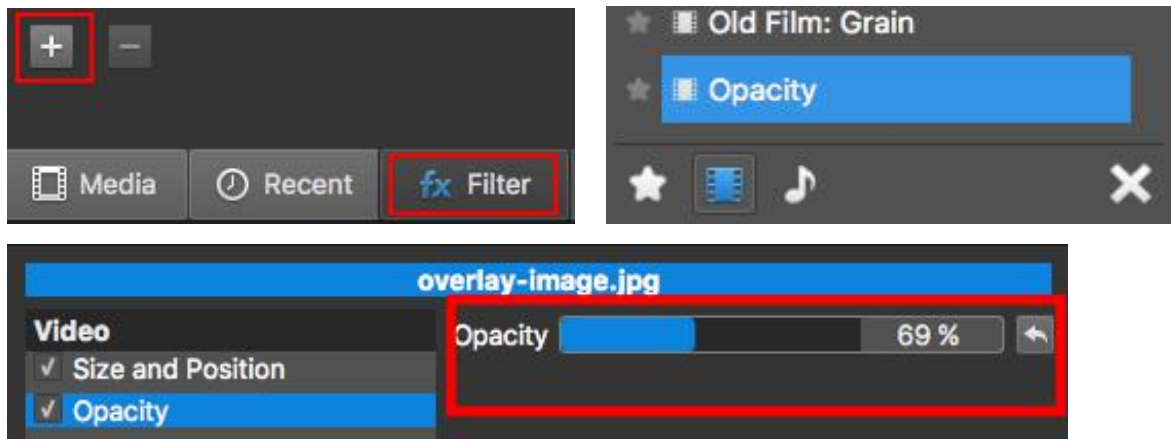 + −
Media Recent fx Filter
Old Film: Grain
Opacity
overlay-image.jpg
Video
Opacity 69 %
Size and Position
Opacity